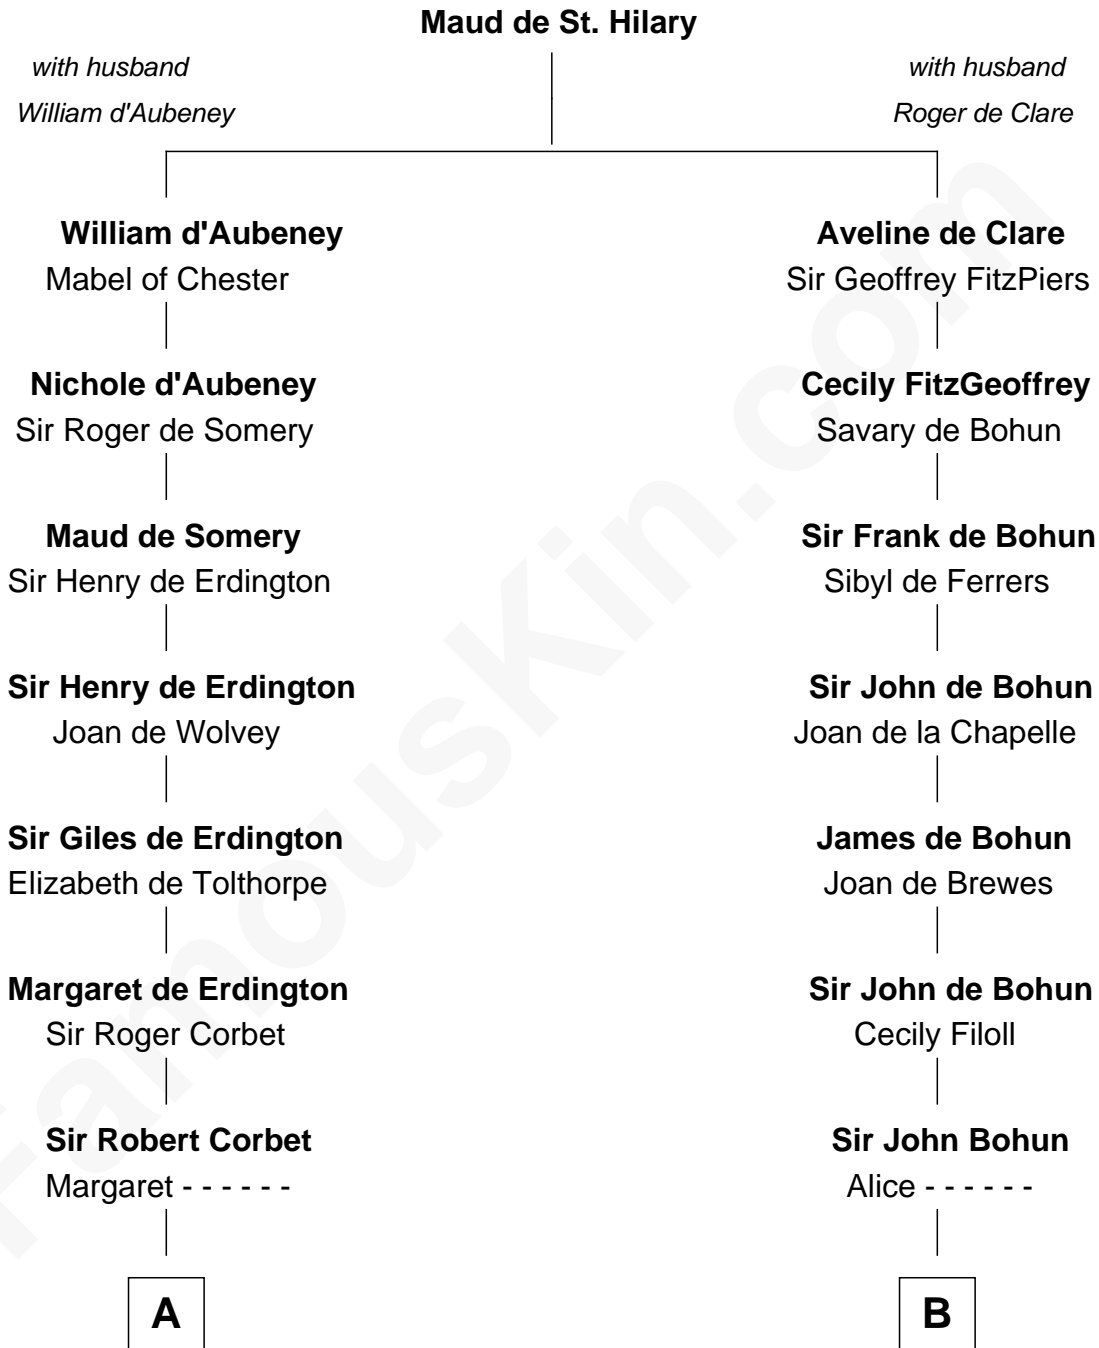 Maud de St. Hilary
with husband
William d'Aubeney
with husband
Roger de Clare
William d'Aubeney
Mabel of Chester
Aveline de Clare
Sir Geoffrey FitzPiers
Nichole d'Aubeney
Sir Roger de Somery
Cecily FitzGeoffrey
Savary de Bohun
Maud de Somery
Sir Henry de Erdington
Sir Frank de Bohun
Sibyl de Ferrers
Sir Henry de Erdington
Joan de Wolvey
Sir John de Bohun
Joan de la Chapelle
Sir Giles de Erdington
Elizabeth de Tolthorpe
James de Bohun
Joan de Brewes
Margaret de Erdington
Sir Roger Corbet
Sir John de Bohun
Cecily Filoll
Sir Robert Corbet
Margaret - - - - - -
Sir John Bohun
Alice - - - - - -
A
B
FamousKin.com